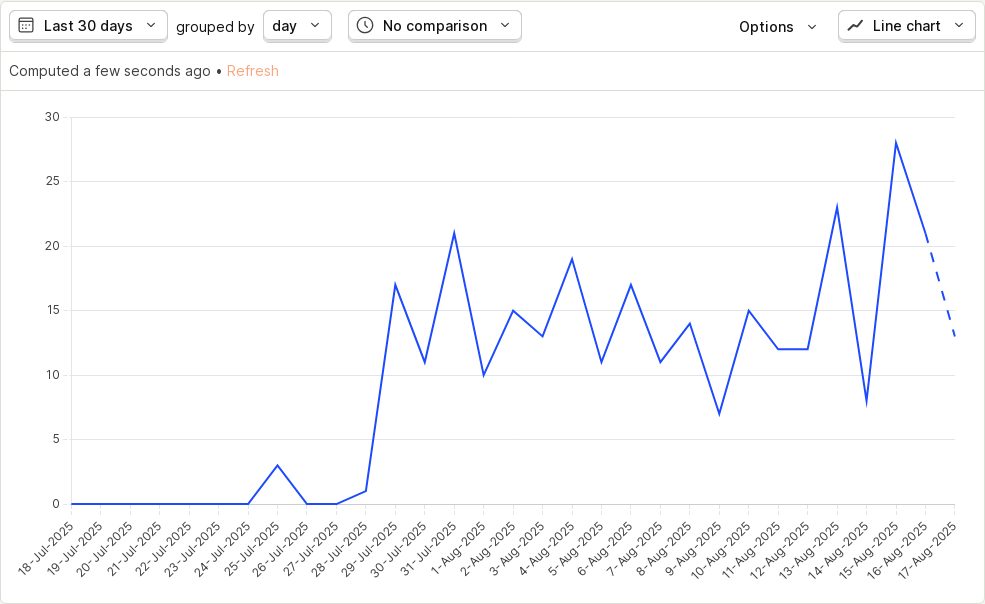 Last 30 days grouped by day No comparison Options Line chart
Computed a few seconds ago • Refresh
30
25
20
15
10
5
0
18-Jul-2025
19-Jul-2025
20-Jul-2025
21-Jul-2025
22-Jul-2025
23-Jul-2025
24-Jul-2025
25-Jul-2025
26-Jul-2025
27-Jul-2025
28-Jul-2025
29-Jul-2025
30-Jul-2025
31-Jul-2025
1-Aug-2025
2-Aug-2025
3-Aug-2025
4-Aug-2025
5-Aug-2025
6-Aug-2025
7-Aug-2025
8-Aug-2025
9-Aug-2025
10-Aug-2025
11-Aug-2025
12-Aug-2025
13-Aug-2025
14-Aug-2025
15-Aug-2025
16-Aug-2025
17-Aug-2025